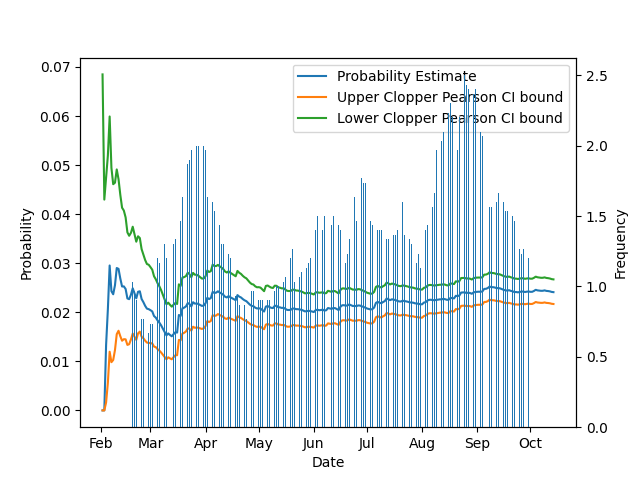 Probability Estimate
Upper Clopper Pearson CI bound
Lower Clopper Pearson CI bound
0.07
0.06
0.05
0.04
0.03
0.02
0.01
0.00
Probability
2.5
2.0
1.5
1.0
0.5
0.0
Frequency
Feb Mar Apr May Jun Jul Aug Sep Oct
Date